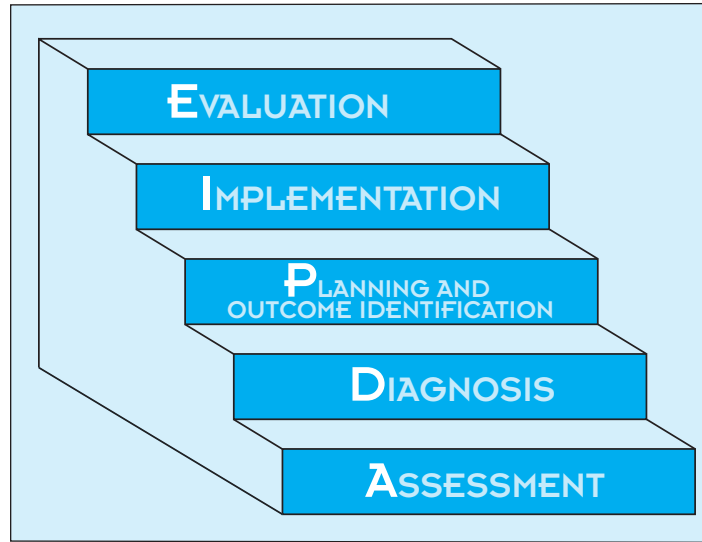 EVALUATION
IMPLEMENTATION
PLANNING AND
OUTCOME IDENTIFICATION
DIAGNOSIS
ASSESSMENT